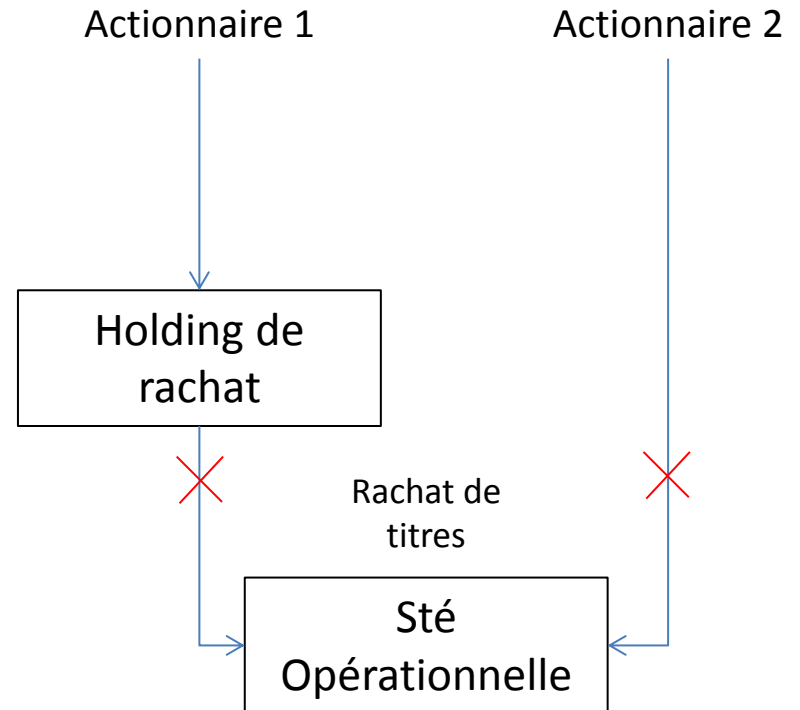 Actionnaire 1
Actionnaire 2
Holding de
rachat
Rachat de
titres
Sté
Opérationnelle